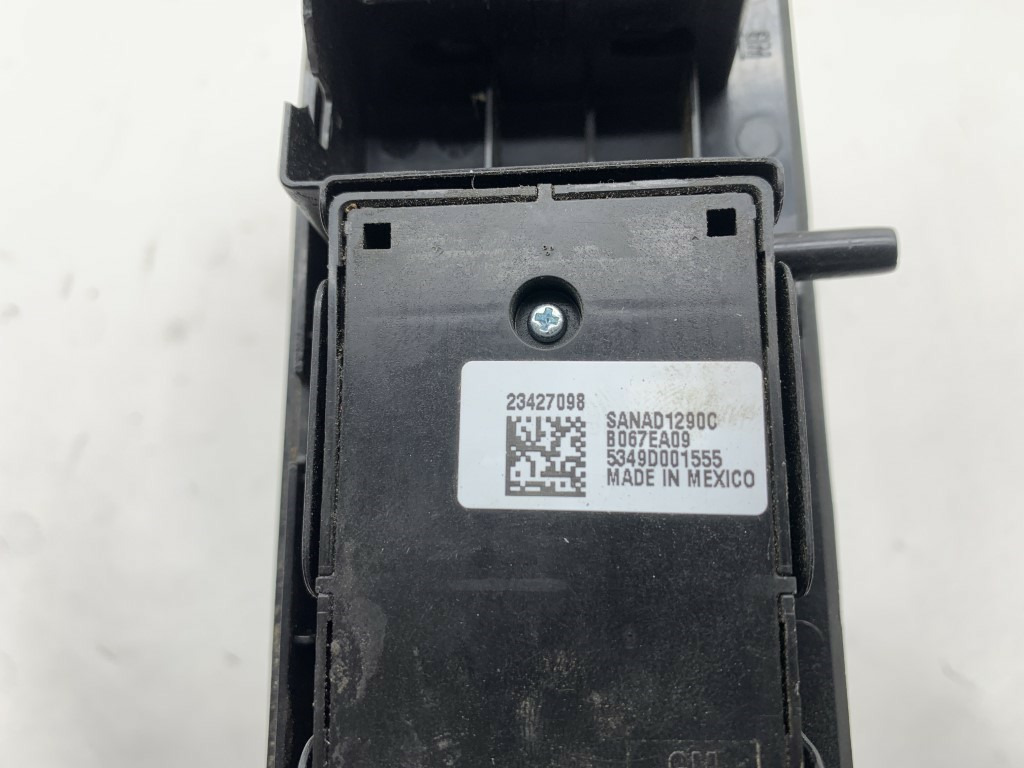 23427098
SANAD1290C
B067EA09
5349D001555
MADE IN MEXICO